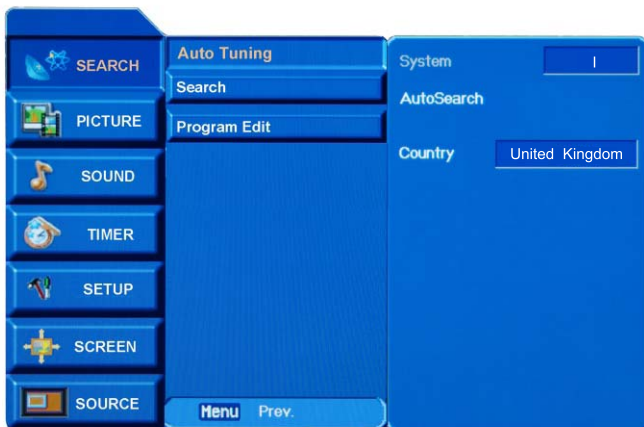 SEARCH
PICTURE
SOUND
TIMER
SETUP
SCREEN
SOURCE
Auto Tuning
Search
Program Edit
Menu Prev.
System I
AutoSearch
Country United Kingdom